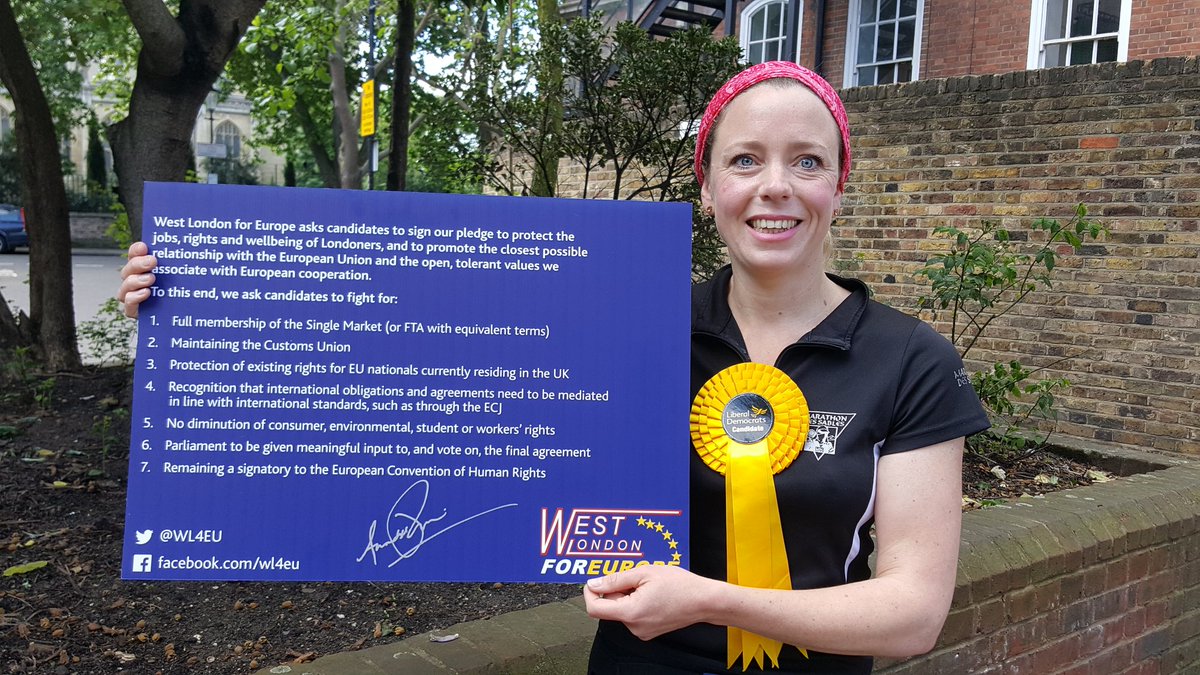 West London for Europe asks candidates to sign our pledge to protect the
jobs, rights and wellbeing of Londoners, and to promote the closest possible
relationship with the European Union and the open, tolerant values we
associate with European cooperation.
To this end, we ask candidates to fight for:
1. Full membership of the Single Market (or FTA with equivalent terms)
2. Maintaining the Customs Union
3. Protection of existing rights for EU nationals currently residing in the UK
4. Recognition that international obligations and agreements need to be mediated
in line with international standards, such as through the ECJ
5. No diminution of consumer, environmental, student or workers' rights
6. Parliament to be given meaningful input to, and vote on, the final agreement
7. Remaining a signatory to the European Convention of Human Rights
@WL4EU
facebook.com/wl4eu
WEST
LONDON
FOREUROPE
Liberal
Democrats
Candidate
MARATHON
DES SABLES